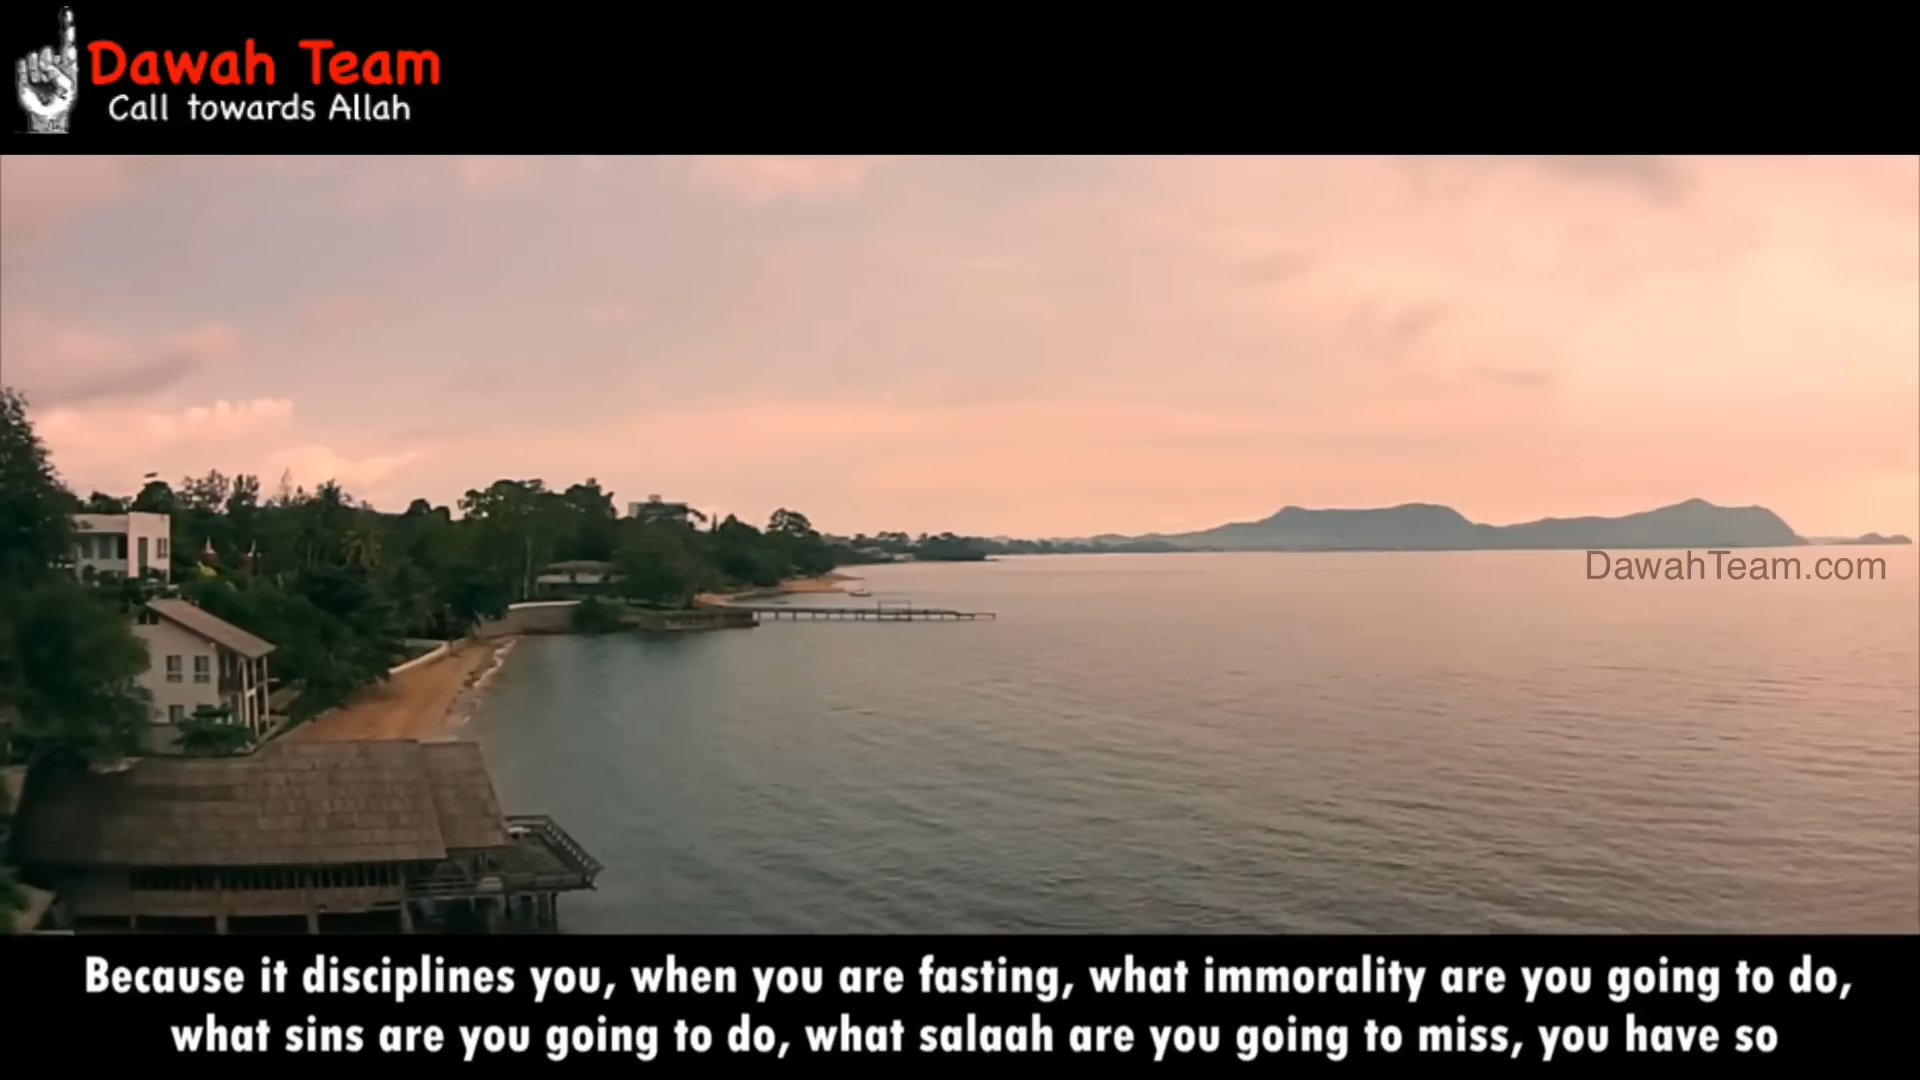 Dawah Team
Call towards Allah
DawahTeam.com
Because it disciplines you, when you are fasting, what immorality are you going to do,
what sins are you going to do, what salaah are you going to miss, you have so